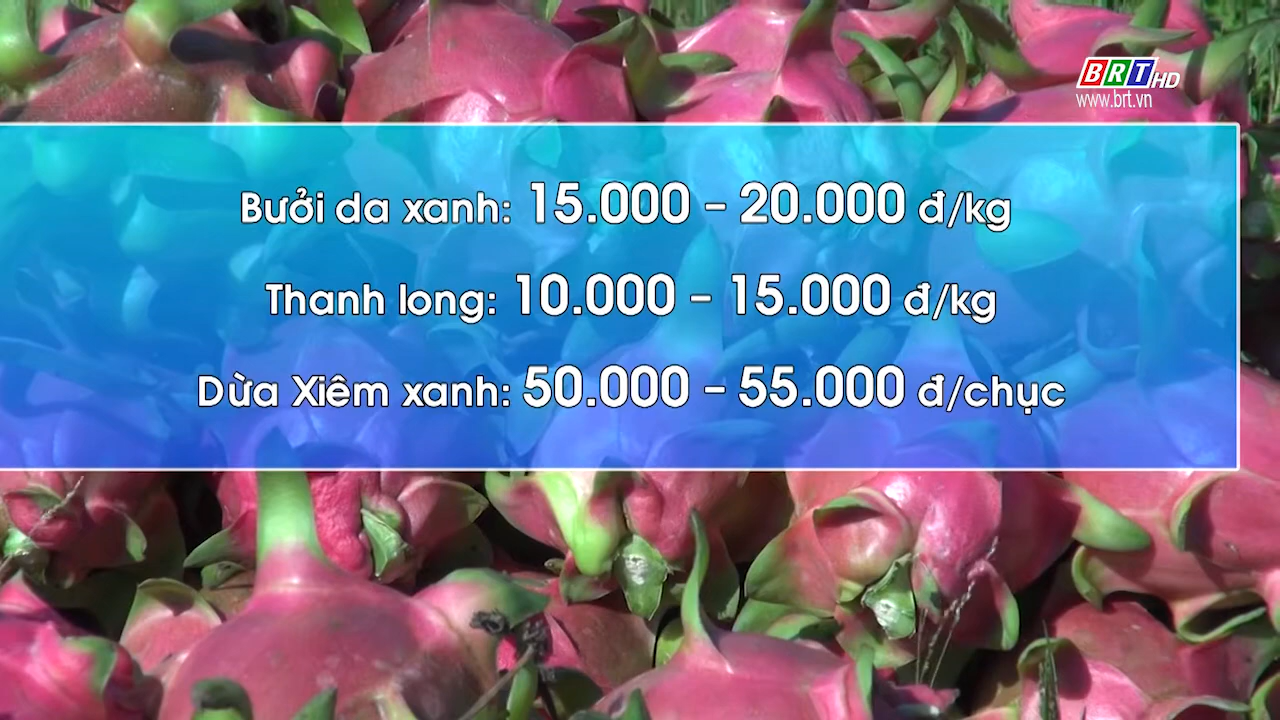 BRT HD
www.brt.vn
Bưởi da xanh: 15.000 – 20.000 đ/kg
Thanh long: 10.000 – 15.000 đ/kg
Dừa Xiêm xanh: 50.000 – 55.000 đ/chục